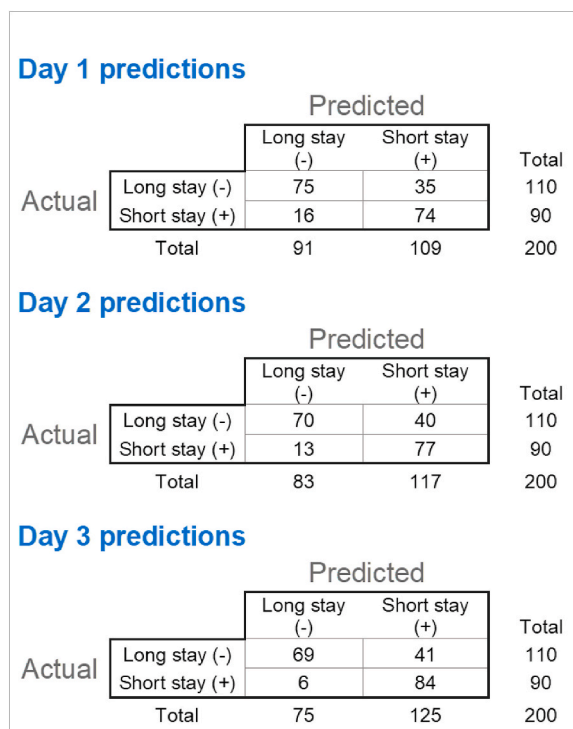 Day 1 predictions
Predicted
Long stay Short stay
(-) (+) Total
Actual Long stay (-) 75 35 110
Short stay (+) 16 74 90
Total 91 109 200
Day 2 predictions
Predicted
Long stay Short stay
(-) (+) Total
Actual Long stay (-) 70 40 110
Short stay (+) 13 77 90
Total 83 117 200
Day 3 predictions
Predicted
Long stay Short stay
(-) (+) Total
Actual Long stay (-) 69 41 110
Short stay (+) 6 84 90
Total 75 125 200